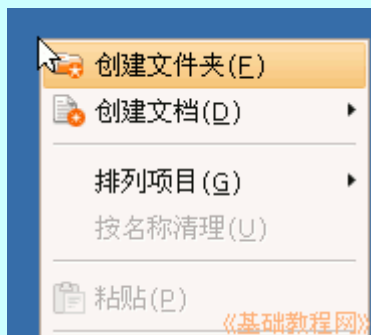 创建文件夹(F)
创建文档(D)
排列项目(G)
按名称清理(U)
粘贴(P)
《基础教程网》